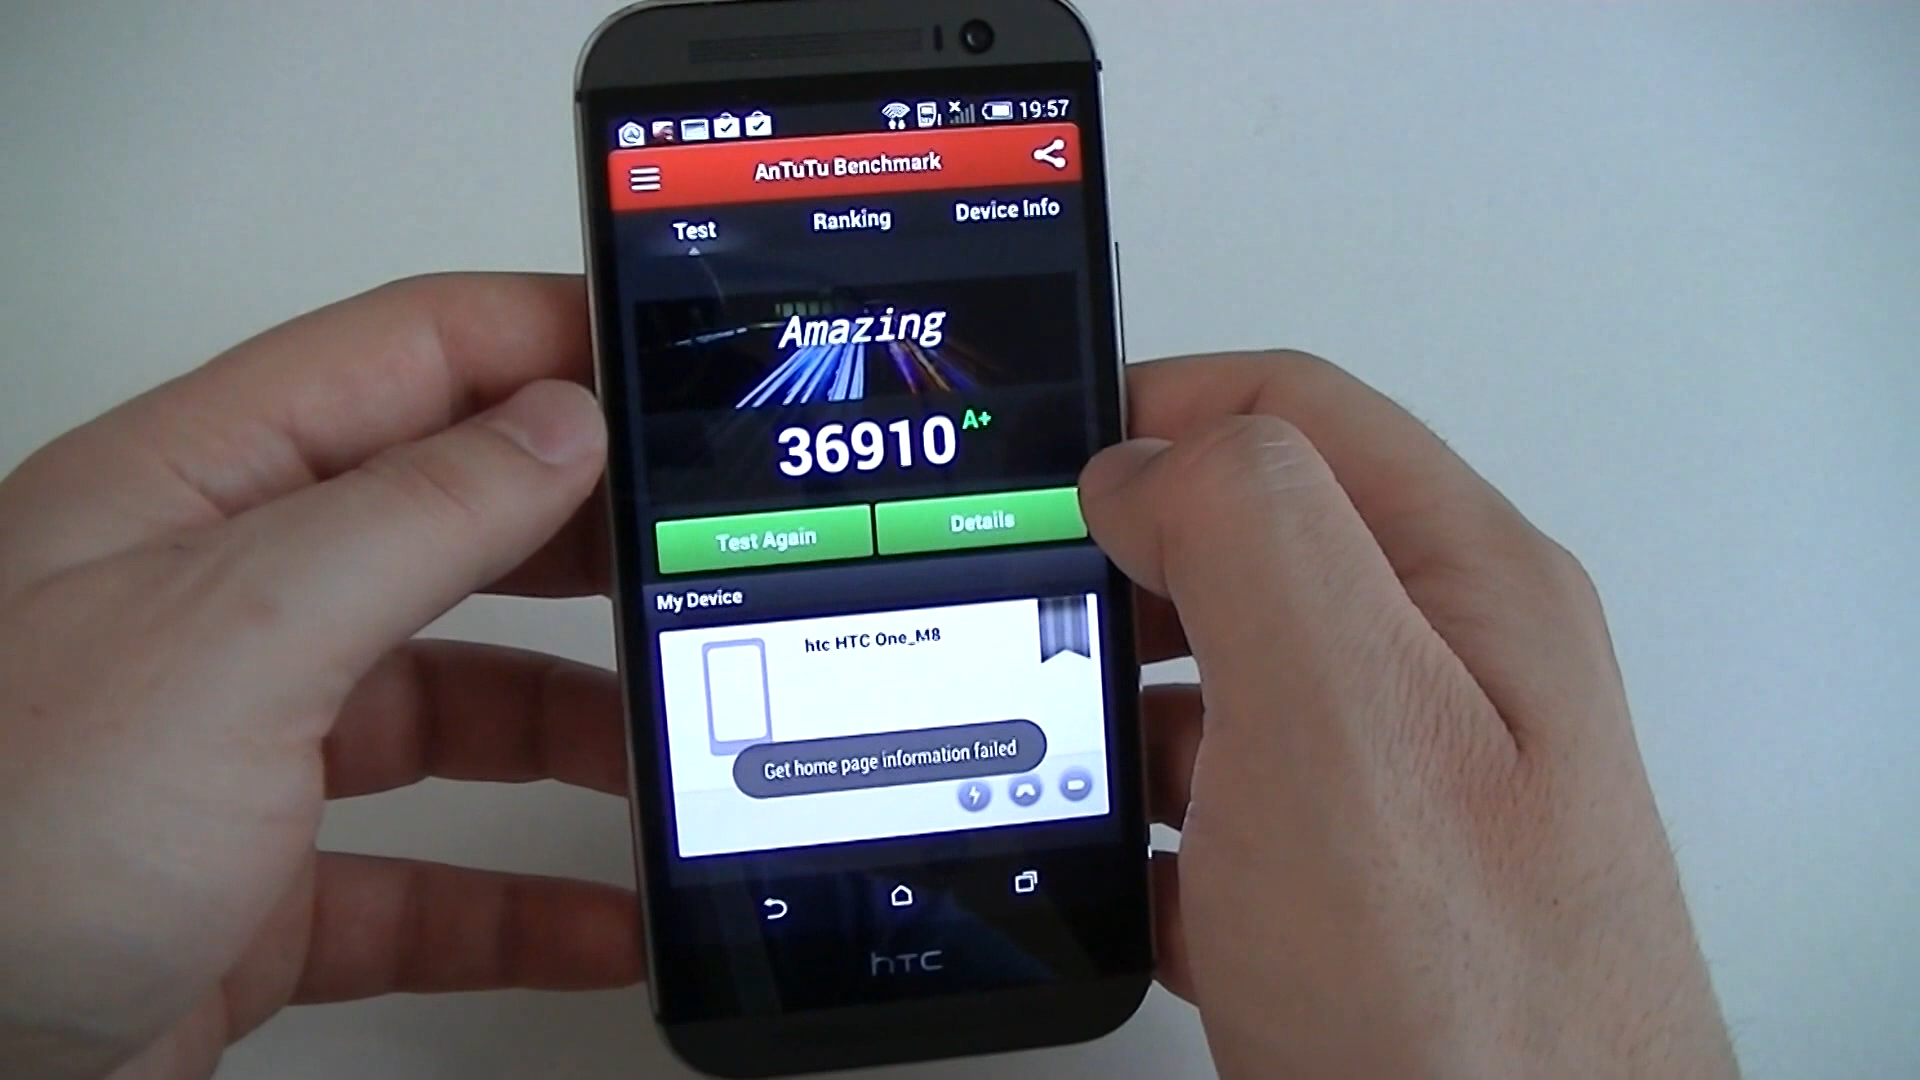 19:57
AnTuTu Benchmark
Test Ranking Device Info
Amazing
36910 A+
Test Again Details
My Device
htc HTC One_M8
Get home page information failed
hTC